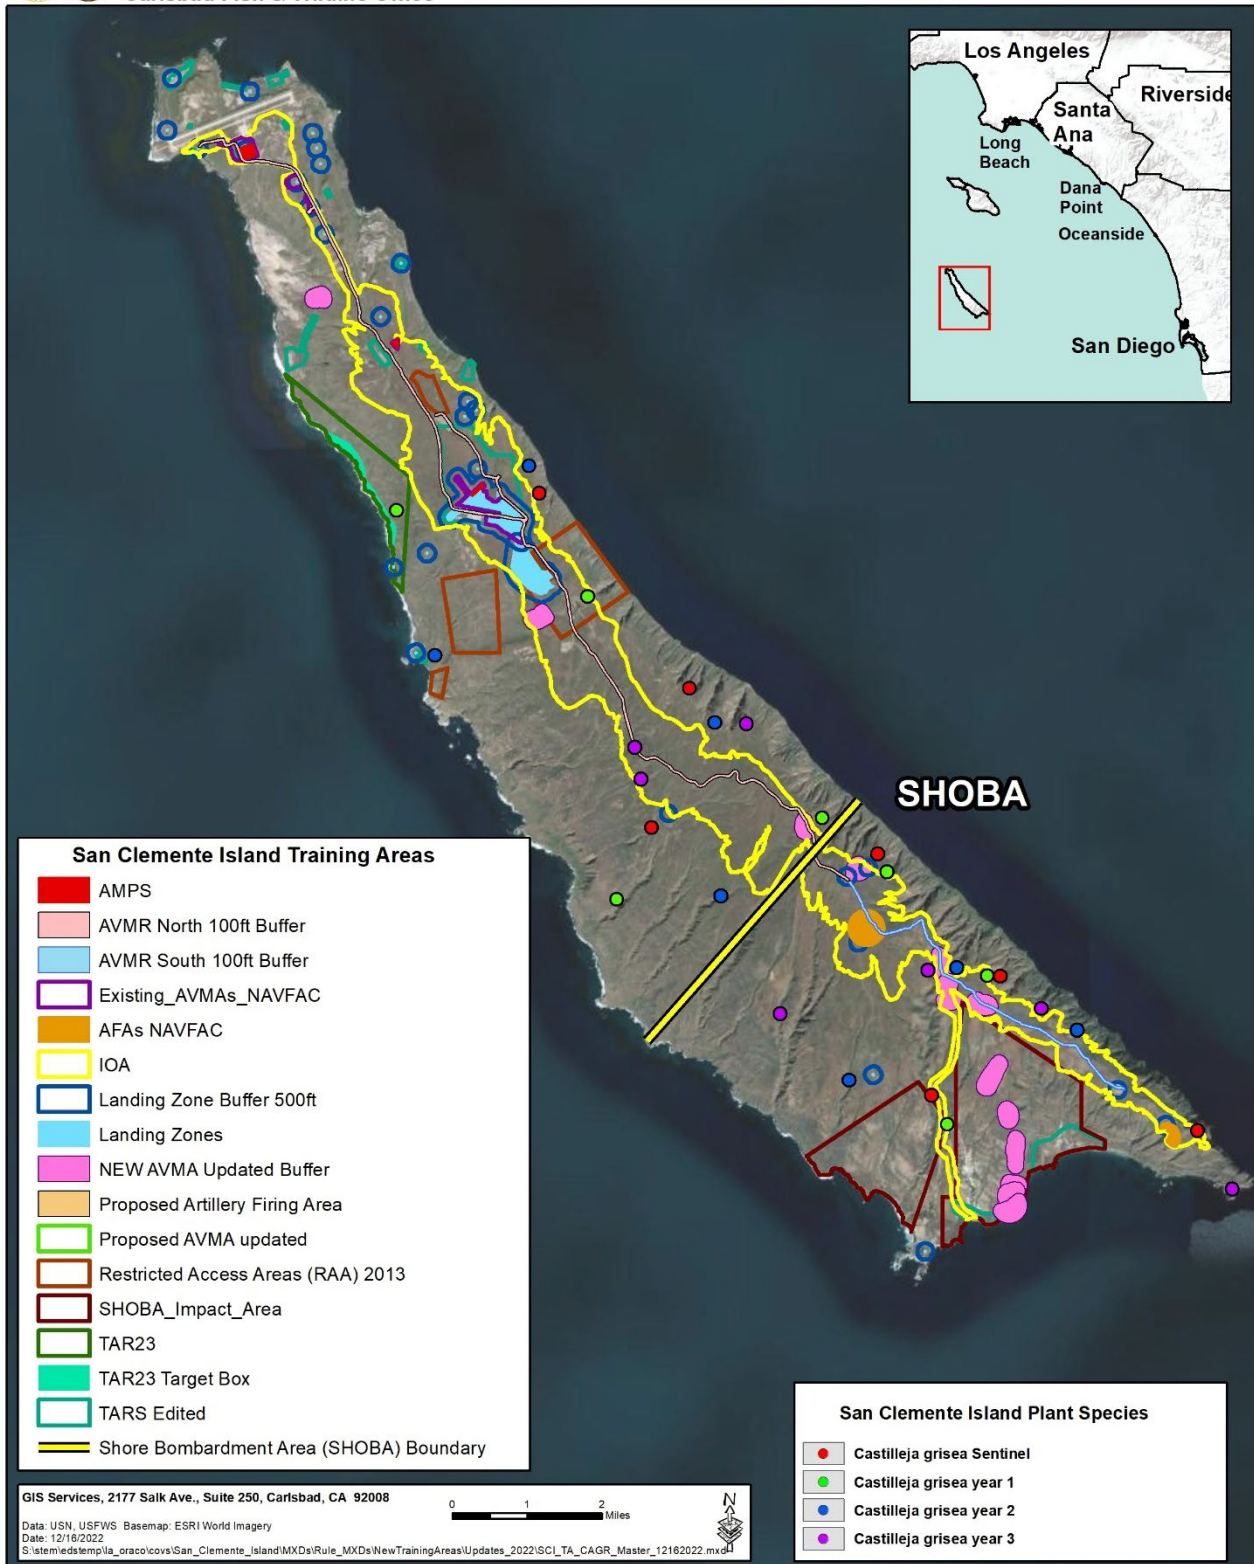 Los Angeles
Riverside
Santa
Ana
Long
Beach
Dana
Point
Oceanside
San Diego
SHOBA
San Clemente Island Training Areas
AMPS
AVMR North 100ft Buffer
AVMR South 100ft Buffer
Existing_AVMAs_NAVFAC
AFAs NAVFAC
IOA
Landing Zone Buffer 500ft
Landing Zones
NEW AVMA Updated Buffer
Proposed Artillery Firing Area
Proposed AVMA updated
Restricted Access Areas (RAA) 2013
SHOBA_Impact_Area
TAR23
TAR23 Target Box
TARS Edited
Shore Bombardment Area (SHOBA) Boundary
San Clemente Island Plant Species
Castilleja grisea Sentinel
Castilleja grisea year 1
Castilleja grisea year 2
Castilleja grisea year 3
GIS Services, 2177 Salk Ave., Suite 250, Carlsbad, CA 92008
0 1 2
Miles
N
Data: USN, USFWS Basemap: ESRI World Imagery
Date: 12/16/2022
S:\stem\edstemp\la_oraco\covs\San_Clemente_Island\MXDs\Rule_MXDs\NewTrainingAreas\Updates_2022\SCI_TA_CAGR_Master_12162022.mxd